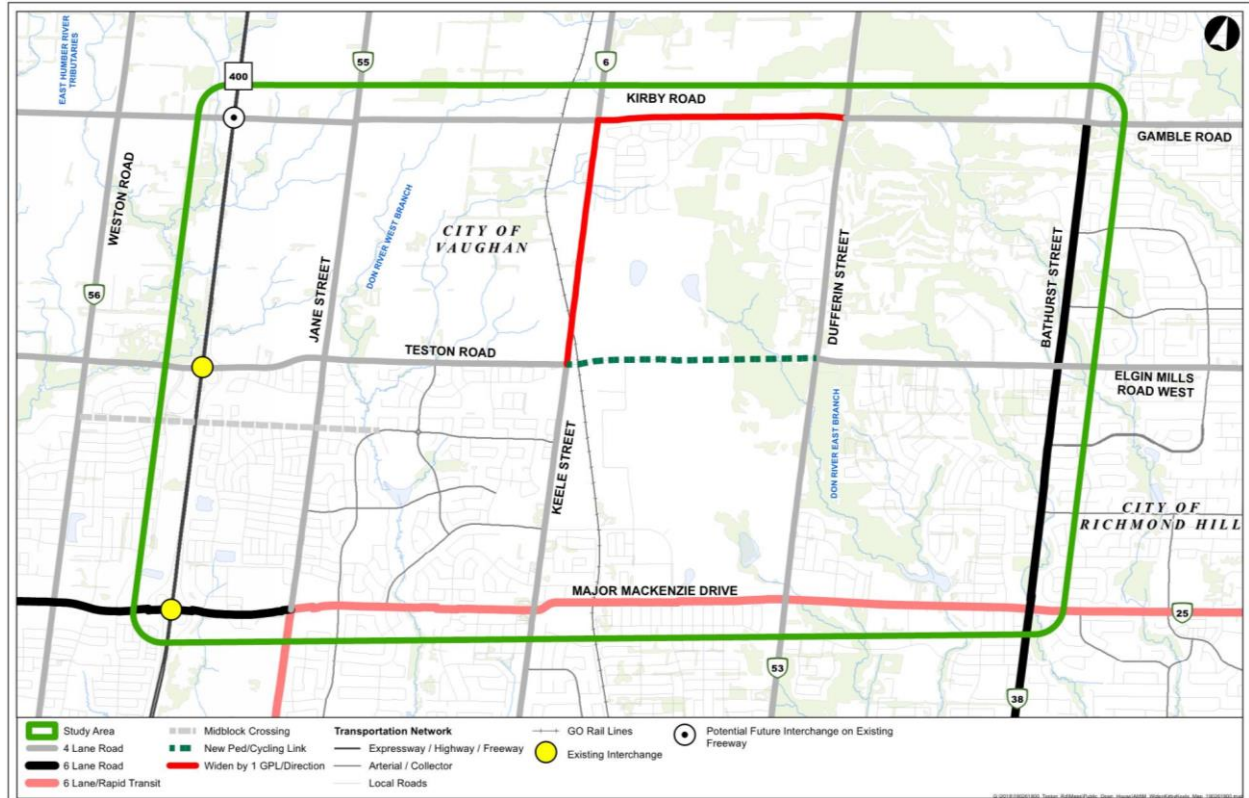 EAST HUMBER RIVER
TRIBUTARIES
400
55
6
KIRBY ROAD
GAMBLE ROAD
WESTON ROAD
DON RIVER WEST BRANCH
CITY OF
VAUGHAN
JANE STREET
DUFFERIN STREET
BATHURST STREET
56
TESTON ROAD
ELGIN MILLS
ROAD WEST
KEELE STREET
DON RIVER EAST BRANCH
CITY OF
RICHMOND HILL
MAJOR MACKENZIE DRIVE
25
53
38
Study Area
4 Lane Road
6 Lane Road
6 Lane/Rapid Transit
Midblock Crossing
New Ped/Cycling Link
Widen by 1 GPL/Direction
Transportation Network
Expressway / Highway / Freeway
Arterial / Collector
Local Roads
GO Rail Lines
Existing Interchange
Potential Future Interchange on Existing
Freeway